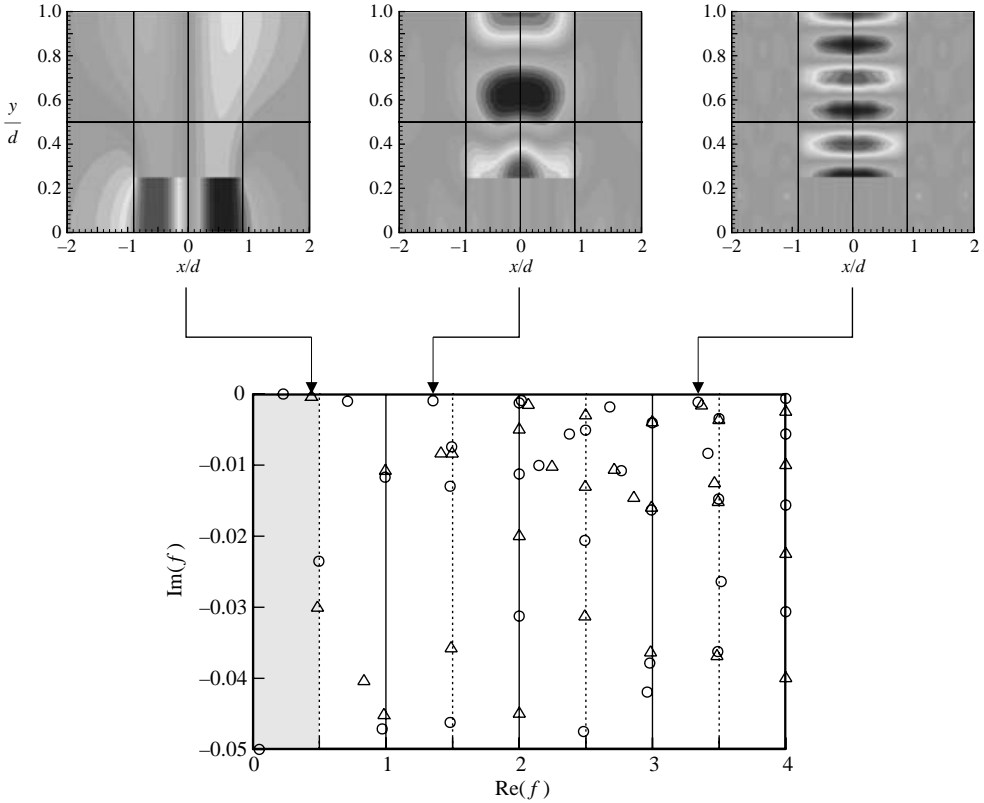 1.0 1.0 1.0
0.8 0.8 0.8
y/d 0.6 0.6 0.6
0.4 0.4 0.4
0.2 0.2 0.2
0 0 0
–2 –1 0 1 2 –2 –1 0 1 2 –2 –1 0 1 2
x/d x/d x/d
0
–0.01
–0.02
Im(f)
–0.03
–0.04
–0.05
0 1 2 3 4
Re(f)